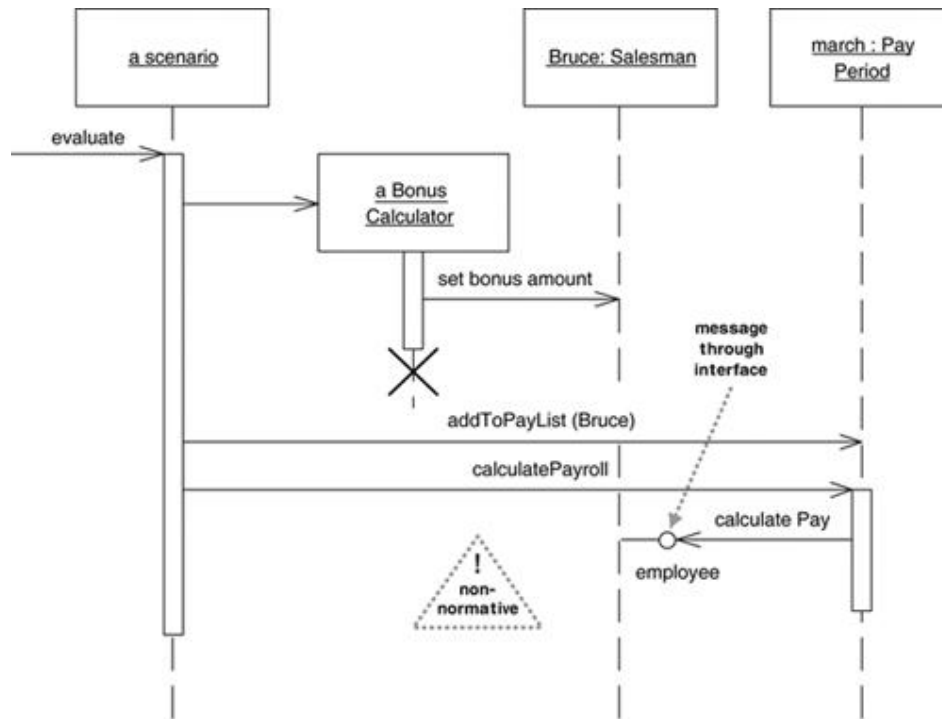 a scenario
Bruce: Salesman
march : Pay
Period
evaluate
a Bonus
Calculator
set bonus amount
message
through
interface
addToPayList (Bruce)
calculatePayroll
calculate Pay
employee
!
non-
normative